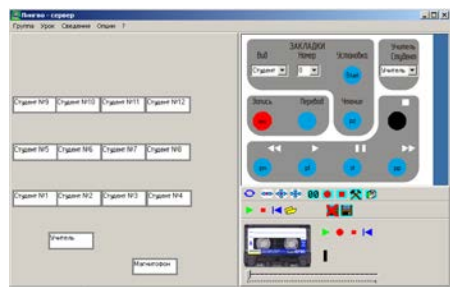 Лингво - сервер
Группа Урок Сведения Опции ?
ЗАКЛАДКИ
Вид Номер Установка
Учитель
Студент 0 Учитель
Запись Перевод Чтение
Студент №9 Студент №10 Студент №11 Студент №12
Студент №5 Студент №6 Студент №7 Студент №8
Студент №1 Студент №2 Студент №3 Студент №4
Учитель
Магнитофон